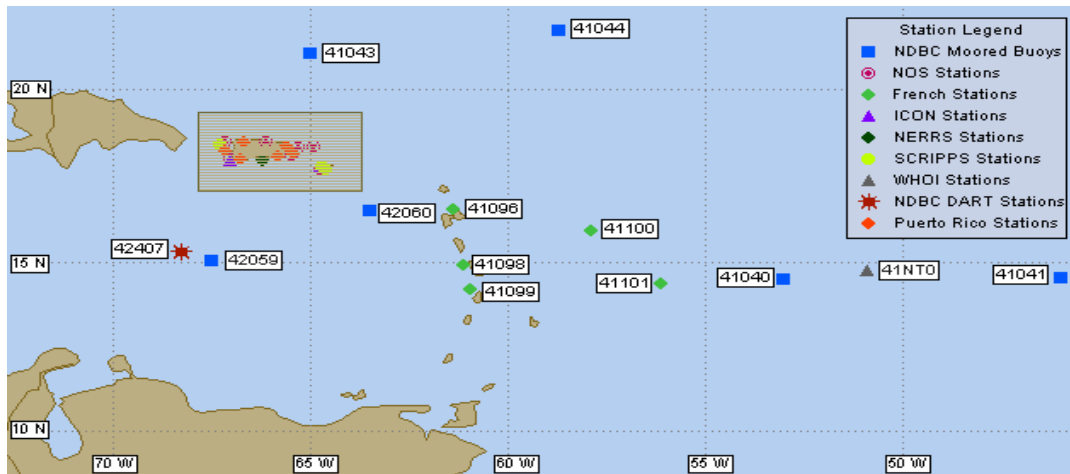 41044
41043
20 N
Station Legend
NDBC Moored Buoys
NOS Stations
French Stations
ICON Stations
NERRS Stations
SCRIPPS Stations
WHOI Stations
NDBC DART Stations
Puerto Rico Stations
42060
41096
41100
42407
42059
15 N
41098
41099
41101
41040
41NT0
41041
10 N
70 W
65 W
60 W
55 W
50 W